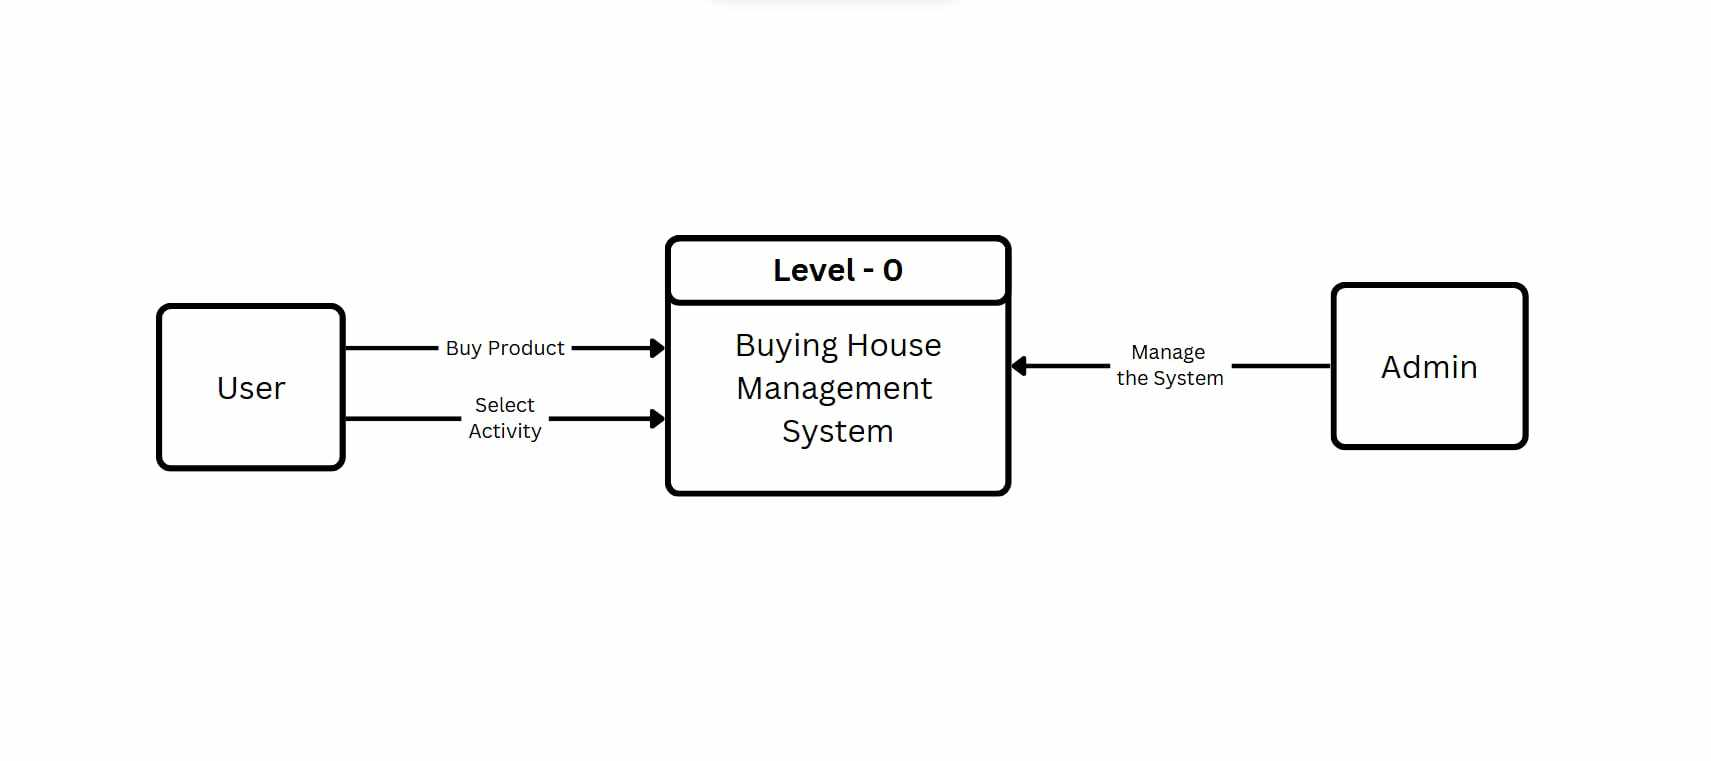 Level - 0
User
Buy Product
Select
Activity
Buying House
Management
System
Manage
the System
Admin